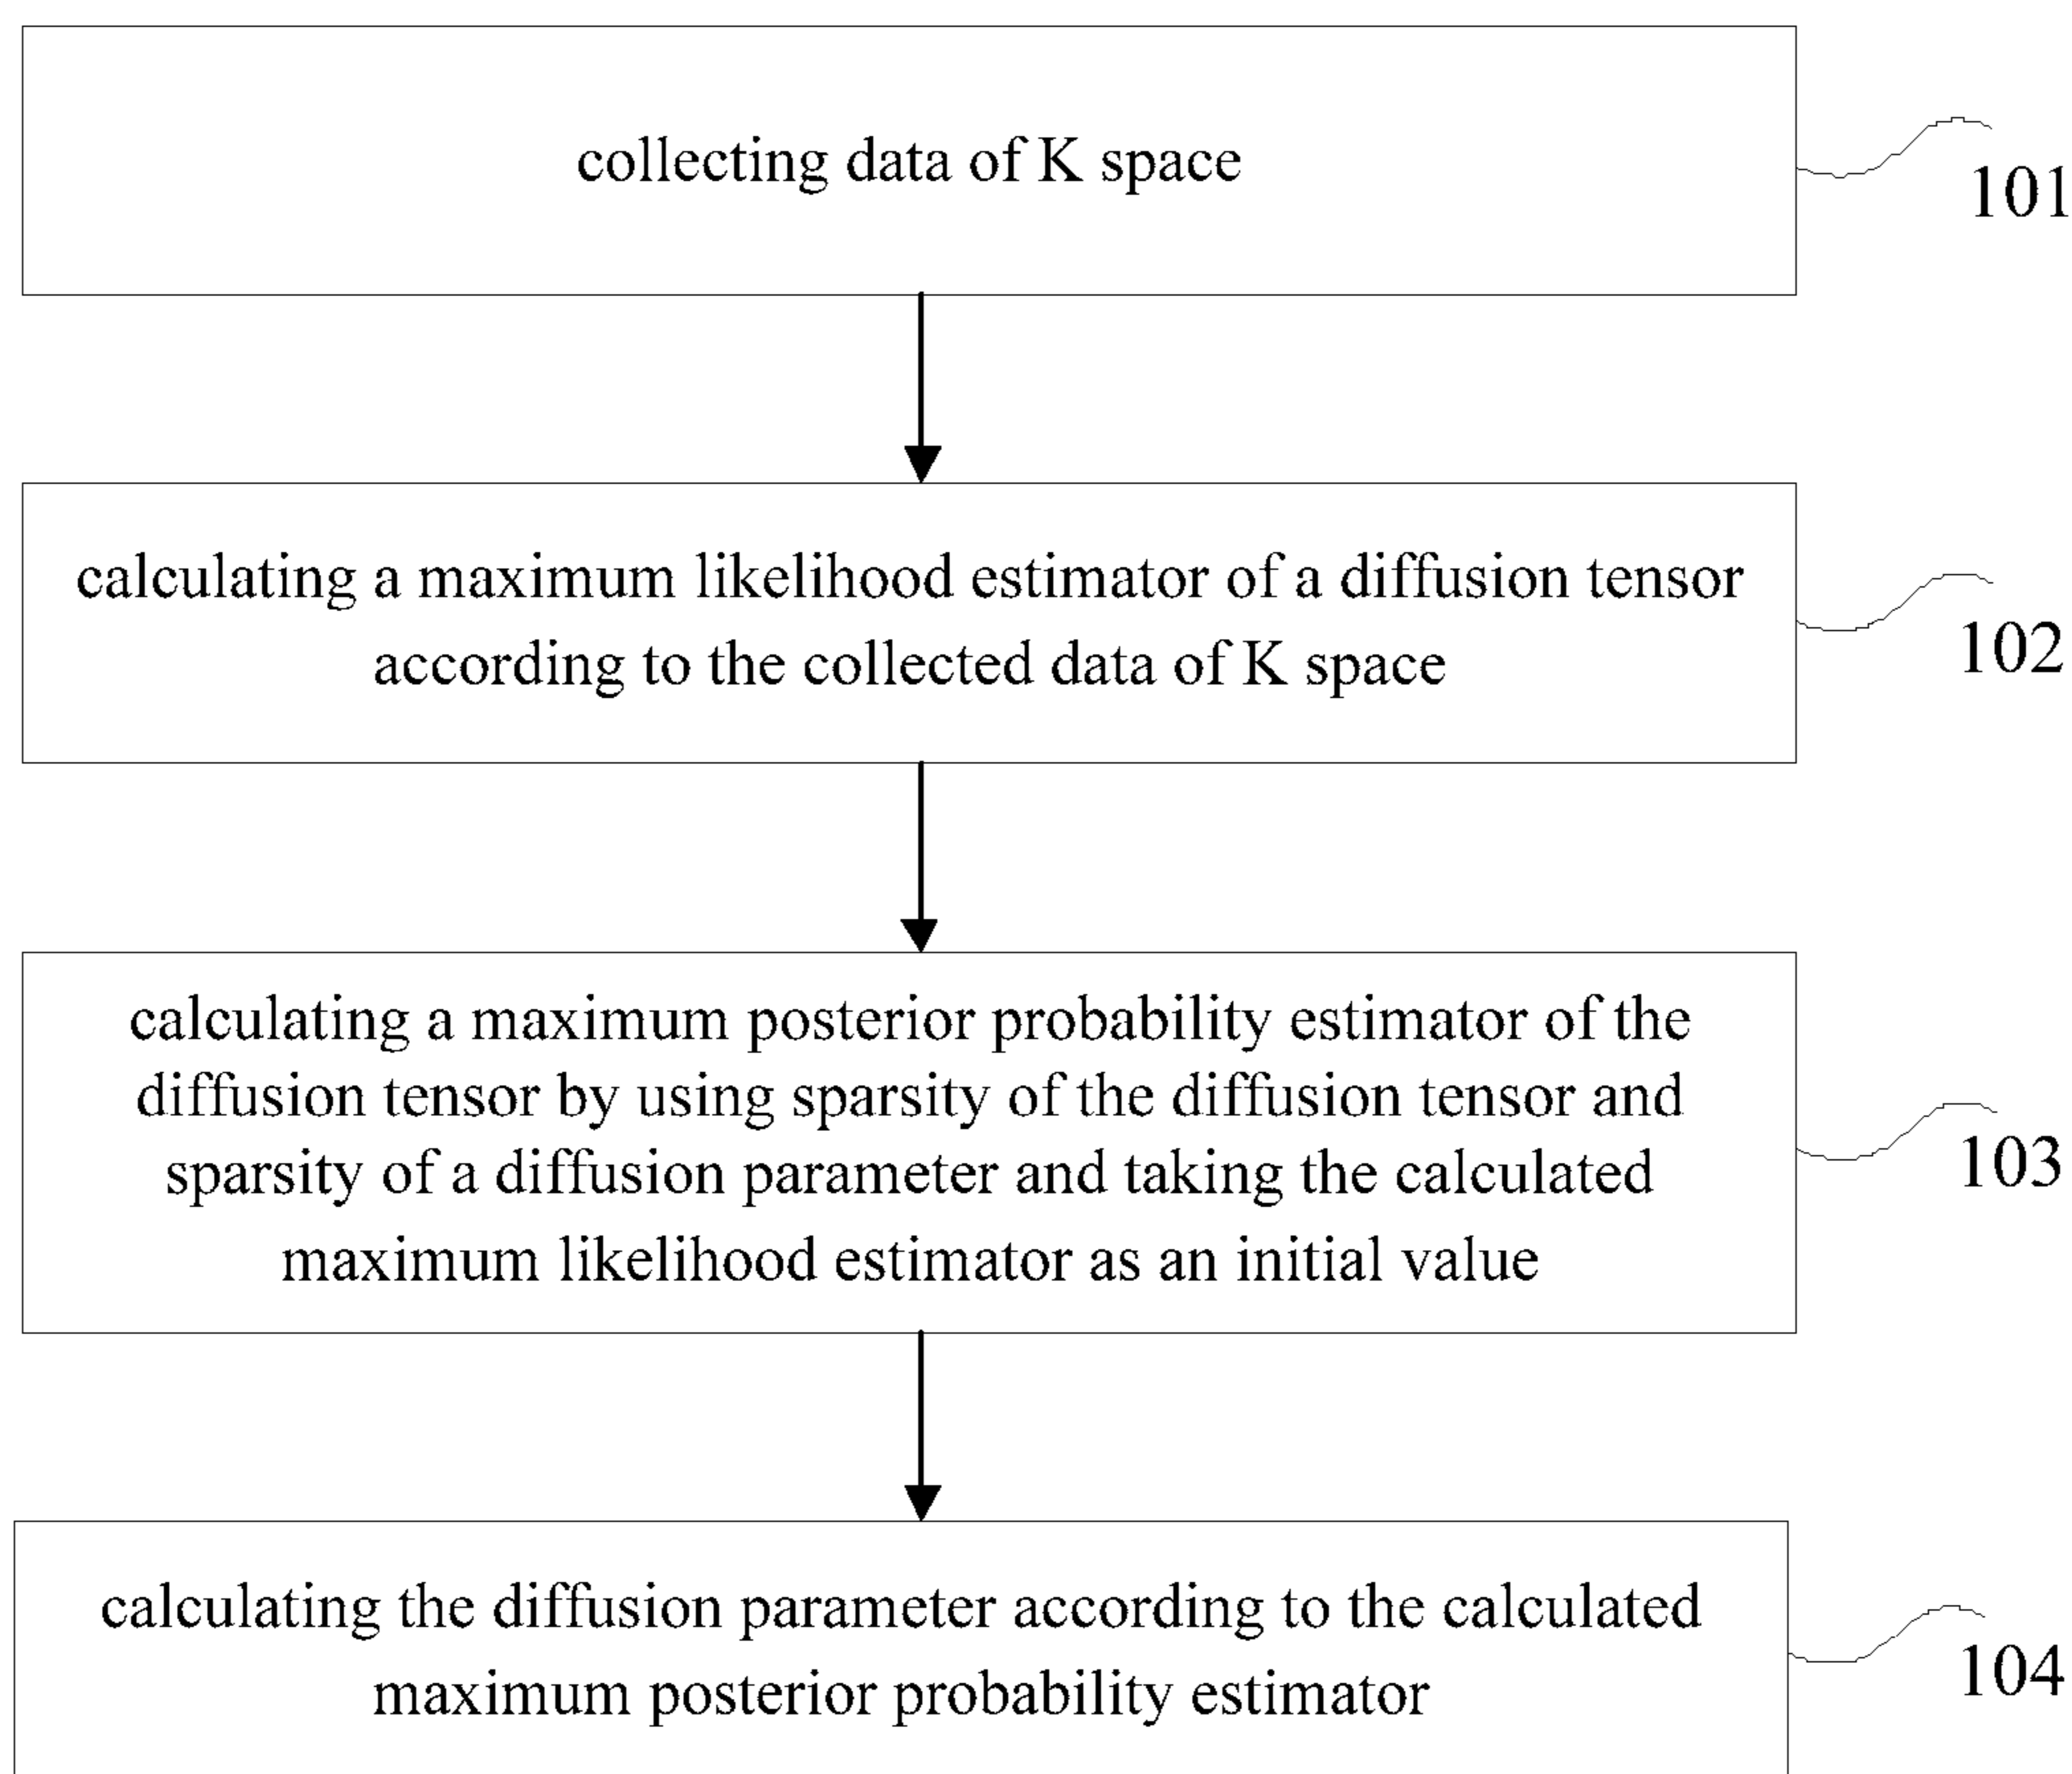 collecting data of K space
101
calculating a maximum likelihood estimator of a diffusion tensor
according to the collected data of K space
102
calculating a maximum posterior probability estimator of the
diffusion tensor by using sparsity of the diffusion tensor and
sparsity of a diffusion parameter and taking the calculated
maximum likelihood estimator as an initial value
103
calculating the diffusion parameter according to the calculated
maximum posterior probability estimator
104